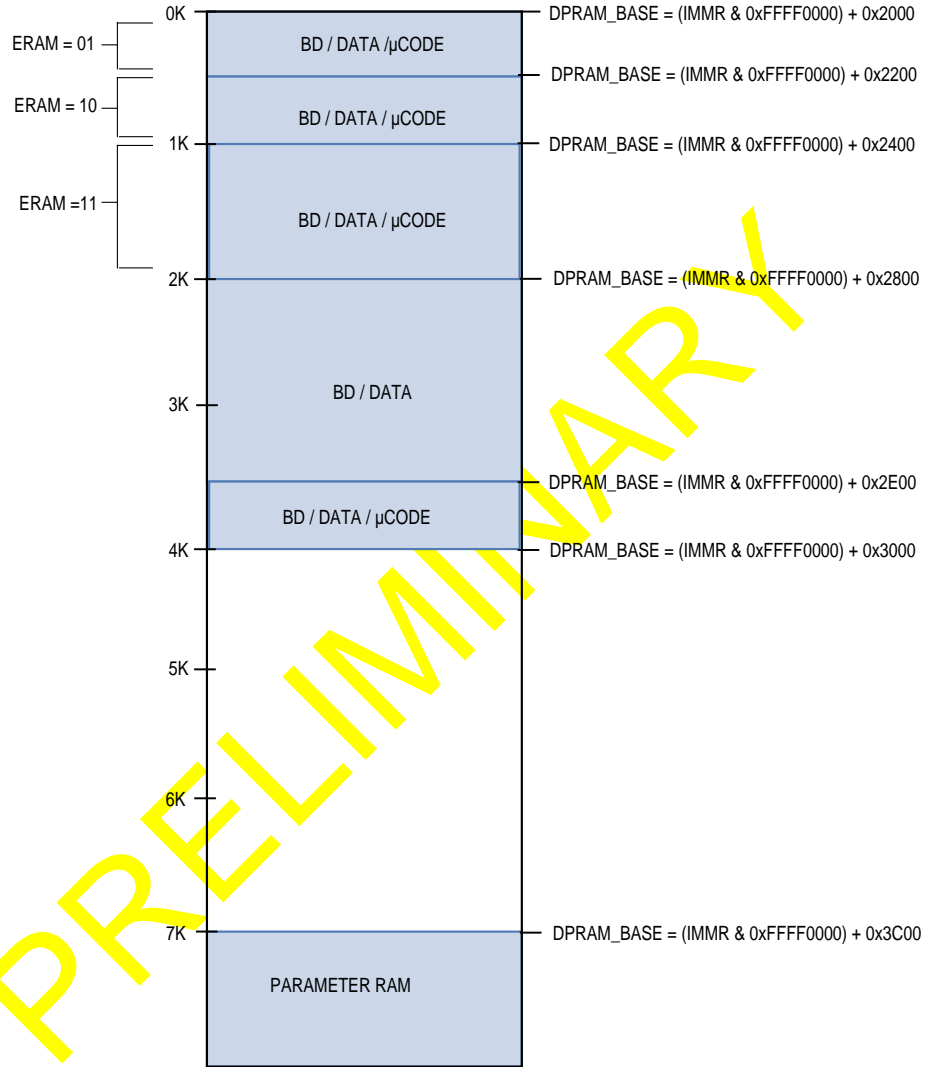 0K
DPRAM_BASE = (IMMR & 0xFFFF0000) + 0x2000
ERAM = 01
BD / DATA /µCODE
DPRAM_BASE = (IMMR & 0xFFFF0000) + 0x2200
ERAM = 10
BD / DATA / µCODE
1K
DPRAM_BASE = (IMMR & 0xFFFF0000) + 0x2400
ERAM =11
BD / DATA / µCODE
2K
DPRAM_BASE = (IMMR & 0xFFFF0000) + 0x2800
BD / DATA
3K
DPRAM_BASE = (IMMR & 0xFFFF0000) + 0x2E00
BD / DATA / µCODE
4K
DPRAM_BASE = (IMMR & 0xFFFF0000) + 0x3000
5K
6K
7K
DPRAM_BASE = (IMMR & 0xFFFF0000) + 0x3C00
PARAMETER RAM
PRELIMINARY